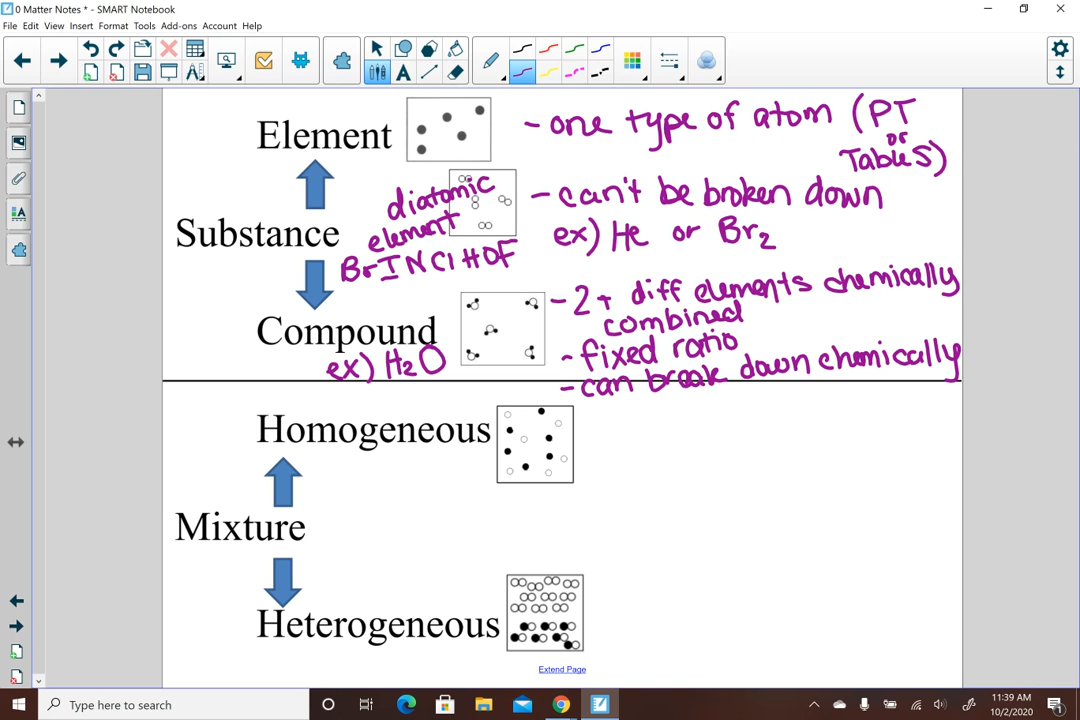 0 Matter Notes * - SMART Notebook
File Edit View Insert Format Tools Add-ons Account Help
Element
- one type of atom (PT
or
Table S)
diatomic
element
BrINClHOF
- can't be broken down
ex) He or Br2
Substance
Compound
ex) H2O
- 2+ diff elements chemically
combined
- fixed ratio
- can break down chemically
Homogeneous
Mixture
Heterogeneous
Extend Page
Type here to search
11:39 AM
10/2/2020